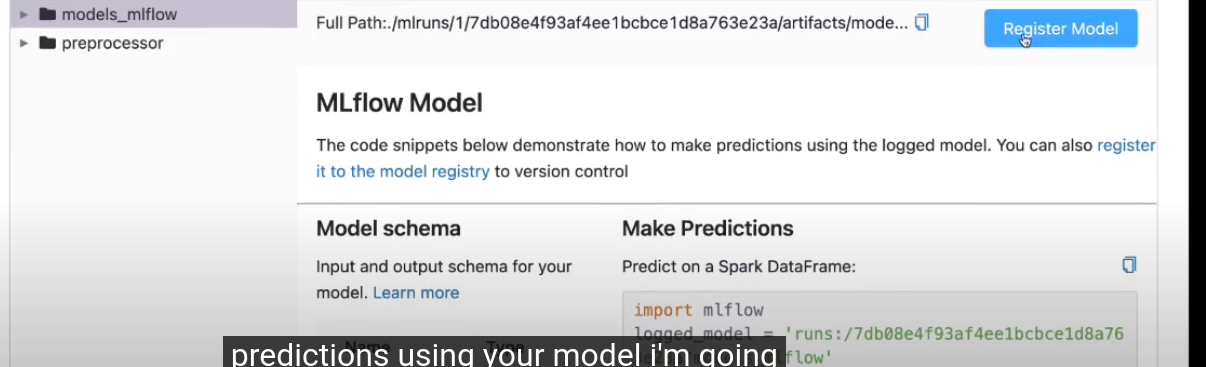 models_mlflow
preprocessor
Full Path:./mlruns/1/7db08e4f93af4ee1bcbce1d8a763e23a/artifacts/mode...
Register Model
MLflow Model
The code snippets below demonstrate how to make predictions using the logged model. You can also register
it to the model registry to version control
Model schema
Input and output schema for your
model. Learn more
Name Type
Make Predictions
Predict on a Spark DataFrame:
import mlflow
logged_model = 'runs:/7db08e4f93af4ee1bcbce1d8a76
flow'
predictions using your model i'm going